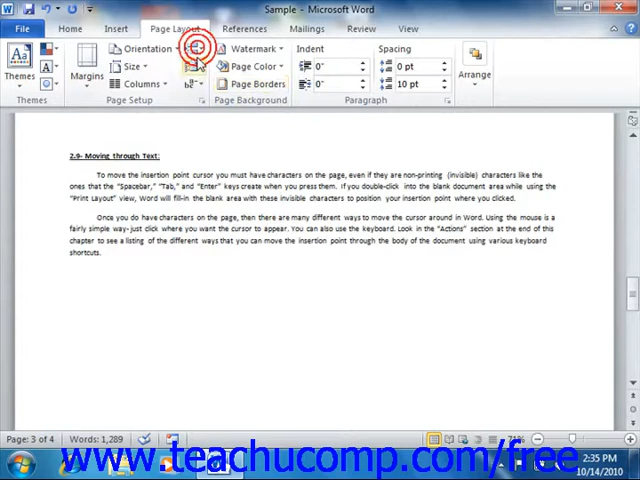 Sample - Microsoft Word
File Home Insert Page Layout References Mailings Review View
Orientation Watermark Indent Spacing
Size Page Color 0" 0 pt
Themes Margins Columns Page Borders 0" 10 pt Arrange
Themes Page Setup Page Background Paragraph
2.9- Moving through Text:
To move the insertion point cursor you must have characters on the page, even if they are non-printing (invisible) characters like the
ones that the "Spacebar," "Tab," and "Enter" keys create when you press them. If you double-click into the blank document area while using the
"Print Layout" view, Word will fill-in the blank area with these invisible characters to position your insertion point where you clicked.
Once you do have characters on the page, then there are many different ways to move the cursor around in Word. Using the mouse is a
fairly simple way- just click where you want the cursor to appear. You can also use the keyboard. Look in the "Actions" section at the end of this
chapter to see a listing of the different ways that you can move the insertion point through the body of the document using various keyboard
shortcuts.
Page: 3 of 4 Words: 1,289 71%
www.teachucomp.com/free
2:35 PM
10/14/2010